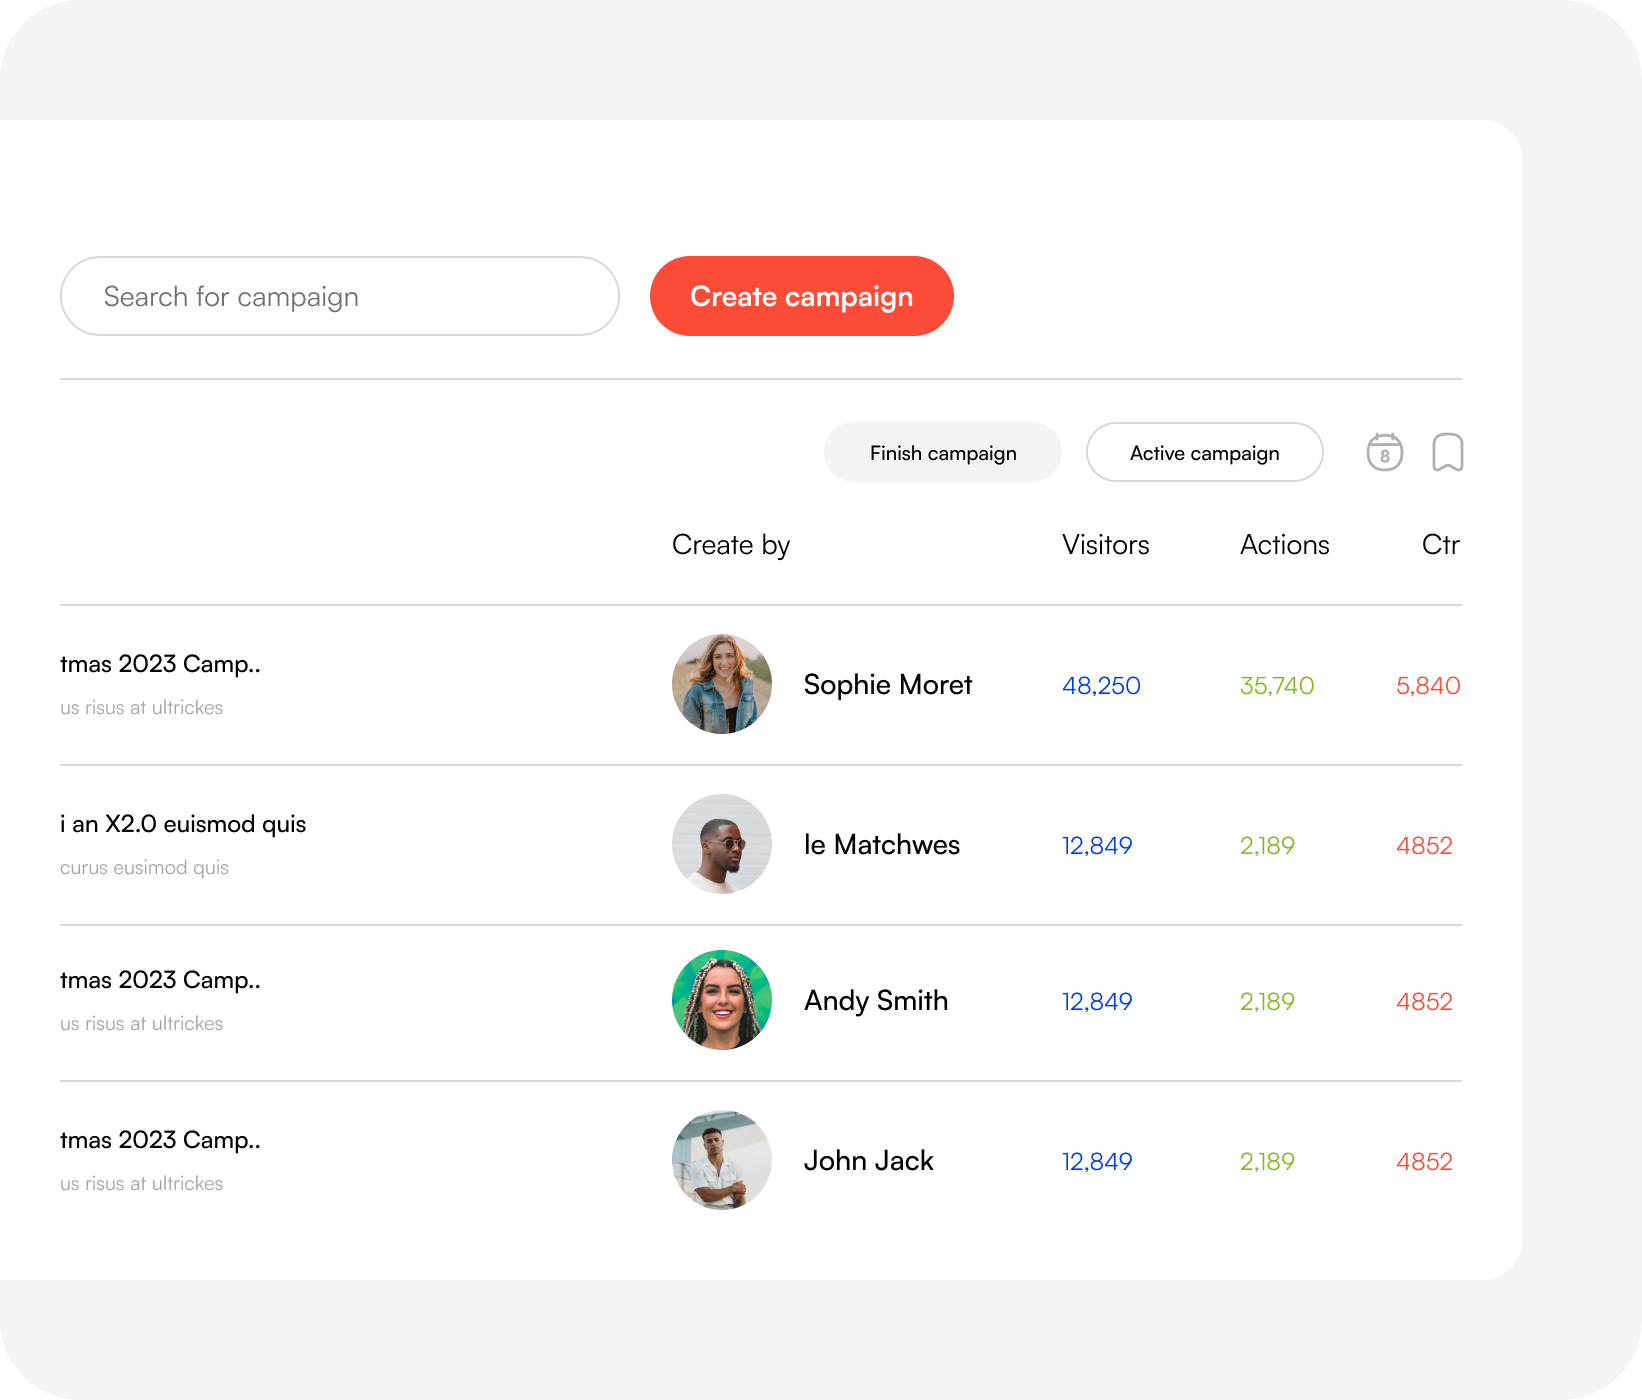 Search for campaign
Create campaign
Finish campaign
Active campaign
8
Create by
Visitors
Actions
Ctr
tmas 2023 Camp..
us risus at ultrickes
Sophie Moret
48,250
35,740
5,840
i an X2.0 euismod quis
curus eusimod quis
le Matchwes
12,849
2,189
4852
tmas 2023 Camp..
us risus at ultrickes
Andy Smith
12,849
2,189
4852
tmas 2023 Camp..
us risus at ultrickes
John Jack
12,849
2,189
4852